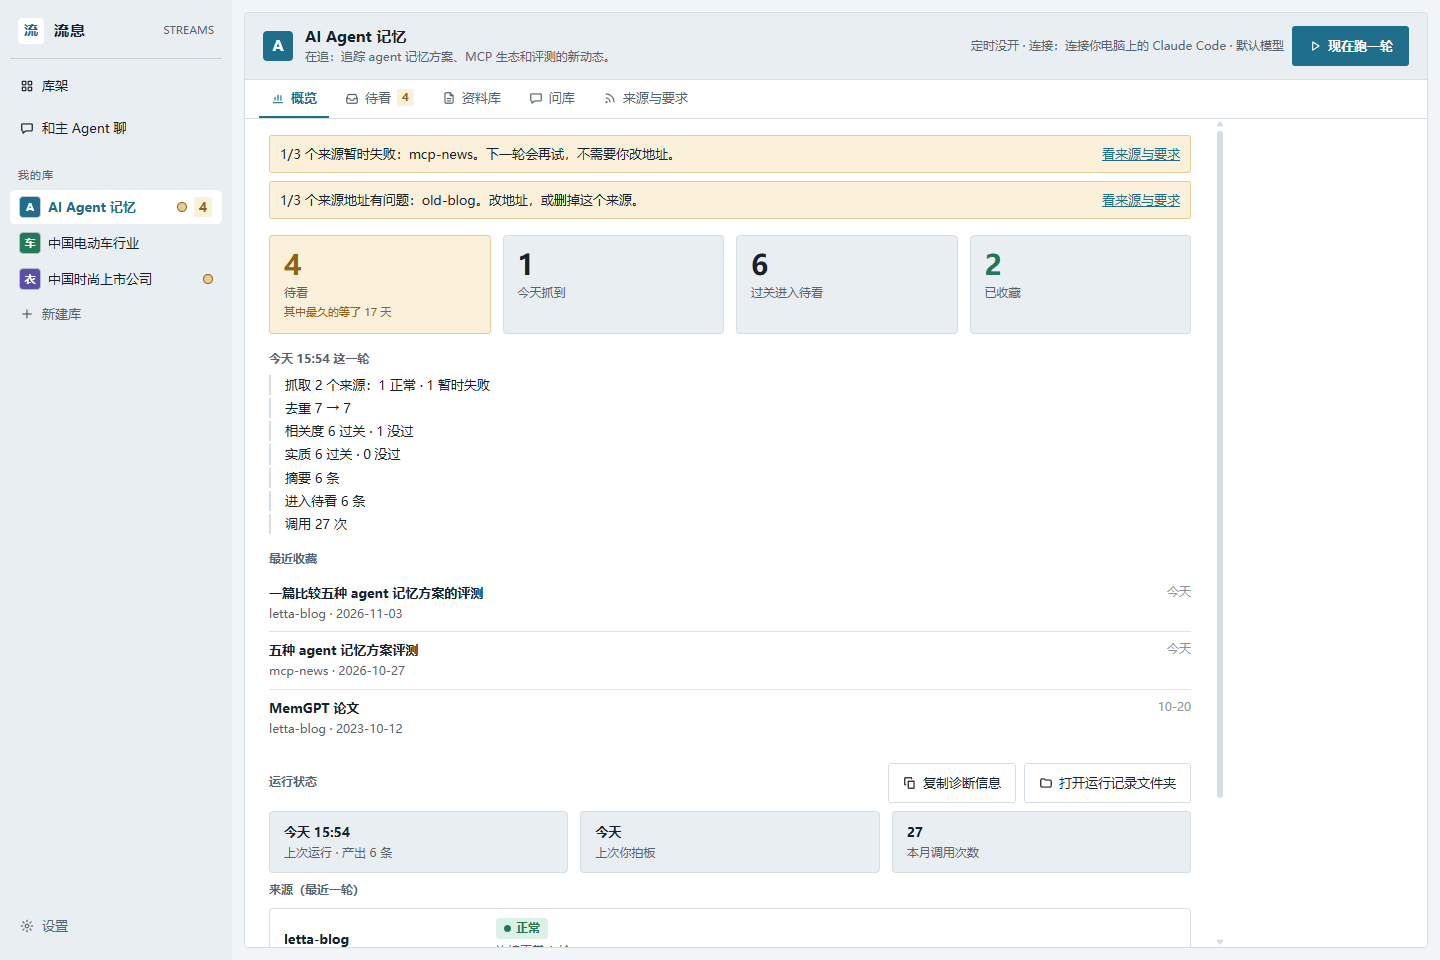 流 流息 STREAMS
库架
和主 Agent 聊
我的库
A AI Agent 记忆 4
车 中国电动车行业
衣 中国时尚上市公司
新建库
设置
A AI Agent 记忆
在追：追踪 agent 记忆方案、MCP 生态和评测的新动态。
定时没开 · 连接：连接你电脑上的 Claude Code · 默认模型
现在跑一轮
概览 待看 4 资料库 问库 来源与要求
1/3 个来源暂时失败：mcp-news。下一轮会再试，不需要你改地址。 看来源与要求
1/3 个来源地址有问题：old-blog。改地址，或删掉这个来源。 看来源与要求
4
待看
其中最久的等了 17 天
1
今天抓到
6
过关进入待看
2
已收藏
今天 15:54 这一轮
抓取 2 个来源：1 正常 · 1 暂时失败
去重 7 → 7
相关度 6 过关 · 1 没过
实质 6 过关 · 0 没过
摘要 6 条
进入待看 6 条
调用 27 次
最近收藏
一篇比较五种 agent 记忆方案的评测 今天
letta-blog · 2026-11-03
五种 agent 记忆方案评测 今天
mcp-news · 2026-10-27
MemGPT 论文 10-20
letta-blog · 2023-10-12
运行状态 复制诊断信息 打开运行记录文件夹
今天 15:54
上次运行 · 产出 6 条
今天
上次你拍板
27
本月调用次数
来源（最近一轮）
letta-blog 正常